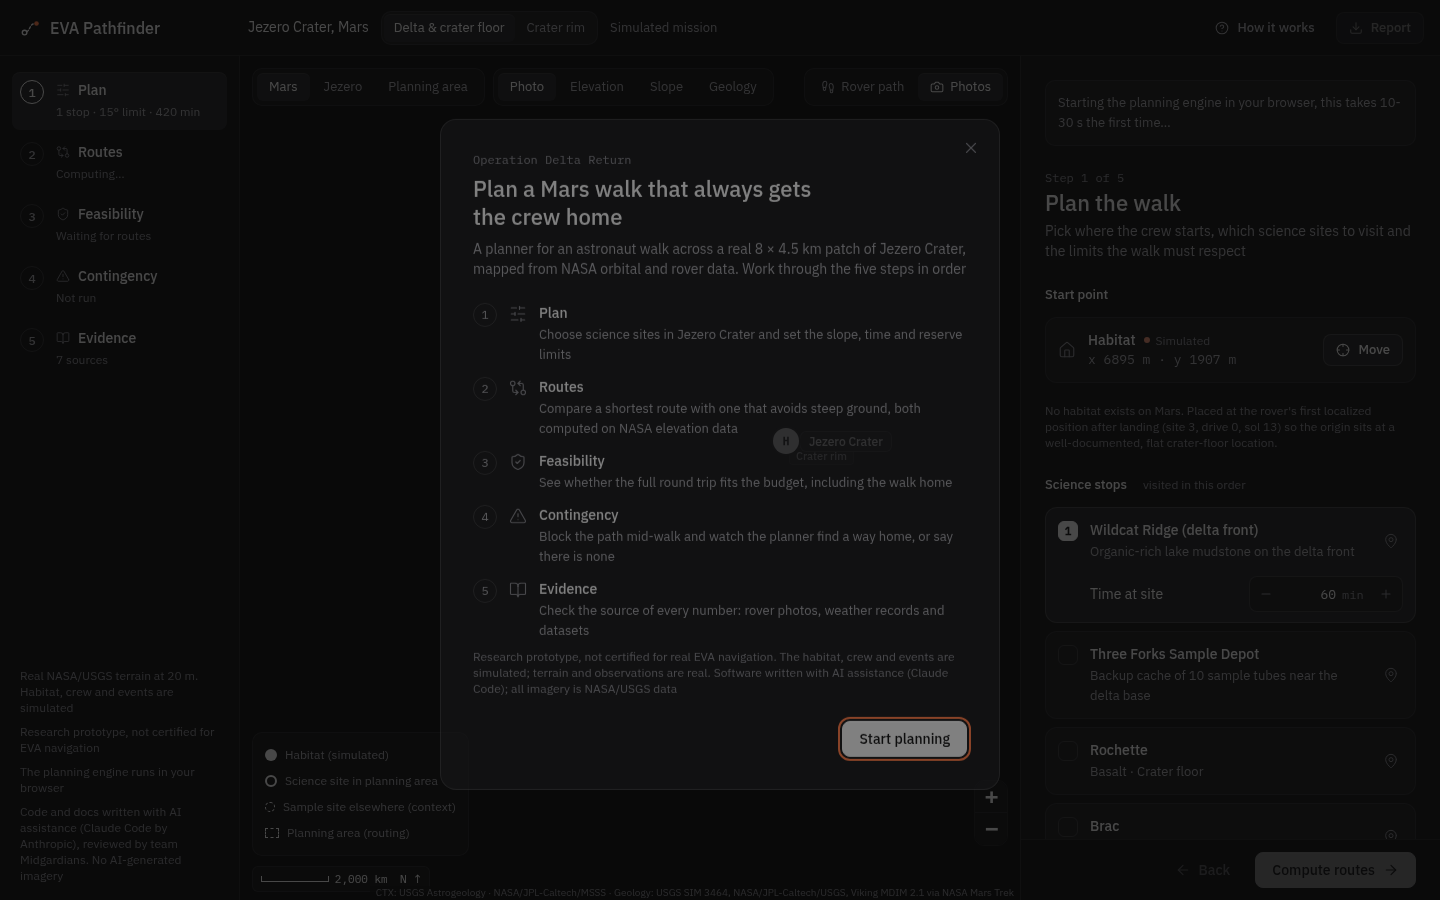 EVA Pathfinder
Jezero Crater, Mars
Delta & crater floor
Crater rim
Simulated mission
How it works
Report
1
Plan
1 stop · 15° limit · 420 min
2
Routes
Computing...
3
Feasibility
Waiting for routes
4
Contingency
Not run
5
Evidence
7 sources
Real NASA/USGS terrain at 20 m.
Habitat, crew and events are
simulated
Research prototype, not certified for
EVA navigation
The planning engine runs in your
browser
Code and docs written with AI
assistance (Claude Code by
Anthropic), reviewed by team
Midgardians. No AI-generated
imagery
Mars
Jezero
Planning area
Photo
Elevation
Slope
Geology
Rover path
Photos
Operation Delta Return
Plan a Mars walk that always gets
the crew home
A planner for an astronaut walk across a real 8 × 4.5 km patch of Jezero Crater,
mapped from NASA orbital and rover data. Work through the five steps in order
1
Plan
Choose science sites in Jezero Crater and set the slope, time and reserve
limits
2
Routes
Compare a shortest route with one that avoids steep ground, both
computed on NASA elevation data
H
Jezero Crater
Crater rim
3
Feasibility
See whether the full round trip fits the budget, including the walk home
4
Contingency
Block the path mid-walk and watch the planner find a way home, or say
there is none
5
Evidence
Check the source of every number: rover photos, weather records and
datasets
Research prototype, not certified for real EVA navigation. The habitat, crew and events are
simulated; terrain and observations are real. Software written with AI assistance (Claude
Code); all imagery is NASA/USGS data
Start planning
Habitat (simulated)
Science site in planning area
Sample site elsewhere (context)
Planning area (routing)
2,000 km N ↑
+
−
CTX: USGS Astrogeology · NASA/JPL-Caltech/MSSS · Geology: USGS SIM 3464, NASA/JPL-Caltech/USGS, Viking MDIM 2.1 via NASA Mars Trek
Starting the planning engine in your browser, this takes 10-
30 s the first time...
Step 1 of 5
Plan the walk
Pick where the crew starts, which science sites to visit and
the limits the walk must respect
Start point
Habitat
Simulated
x 6895 m · y 1907 m
Move
No habitat exists on Mars. Placed at the rover's first localized
position after landing (site 3, drive 0, sol 13) so the origin sits at a
well-documented, flat crater-floor location.
Science stops
visited in this order
1
Wildcat Ridge (delta front)
Organic-rich lake mudstone on the delta front
Time at site
− 60 min +
Three Forks Sample Depot
Backup cache of 10 sample tubes near the
delta base
Rochette
Basalt · Crater floor
Brac
← Back
Compute routes →